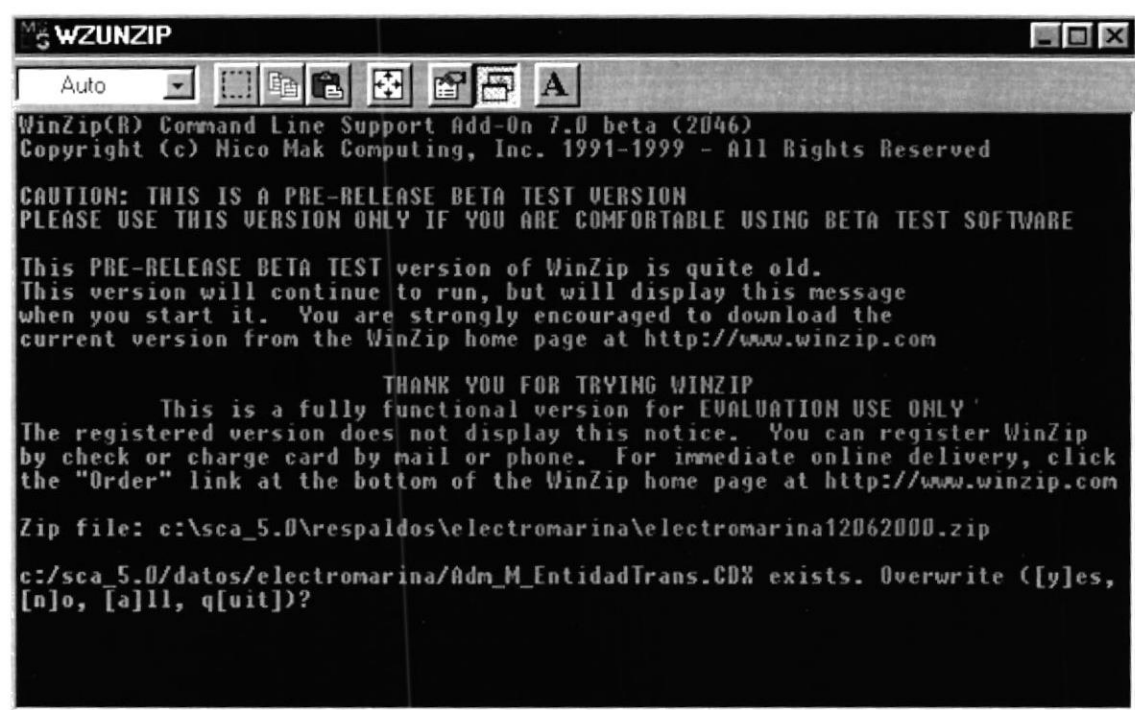 WZUNZIP
Auto
A
WinZip(R) Command Line Support Add-On 7.0 beta (2046)
Copyright (c) Nico Mak Computing, Inc. 1991-1999 - All Rights Reserved
CAUTION: THIS IS A PRE-RELEASE BETA TEST VERSION
PLEASE USE THIS VERSION ONLY IF YOU ARE COMFORTABLE USING BETA TEST SOFTWARE
This PRE-RELEASE BETA TEST version of WinZip is quite old.
This version will continue to run, but will display this message
when you start it.  You are strongly encouraged to download the
current version from the WinZip home page at http://www.winzip.com
THANK YOU FOR TRYING WINZIP
This is a fully functional version for EVALUATION USE ONLY
The registered version does not display this notice.  You can register WinZip
by check or charge card by mail or phone.  For immediate online delivery, click
the "Order" link at the bottom of the WinZip home page at http://www.winzip.com
Zip file: c:\sca_5.0\respaldos\electromarina\electromarina12062000.zip
c:/sca_5.0/datos/electromarina/Adm_M_EntidadTrans.CDX exists. Overwrite ([y]es,
[n]o, [a]ll, q[uit])?